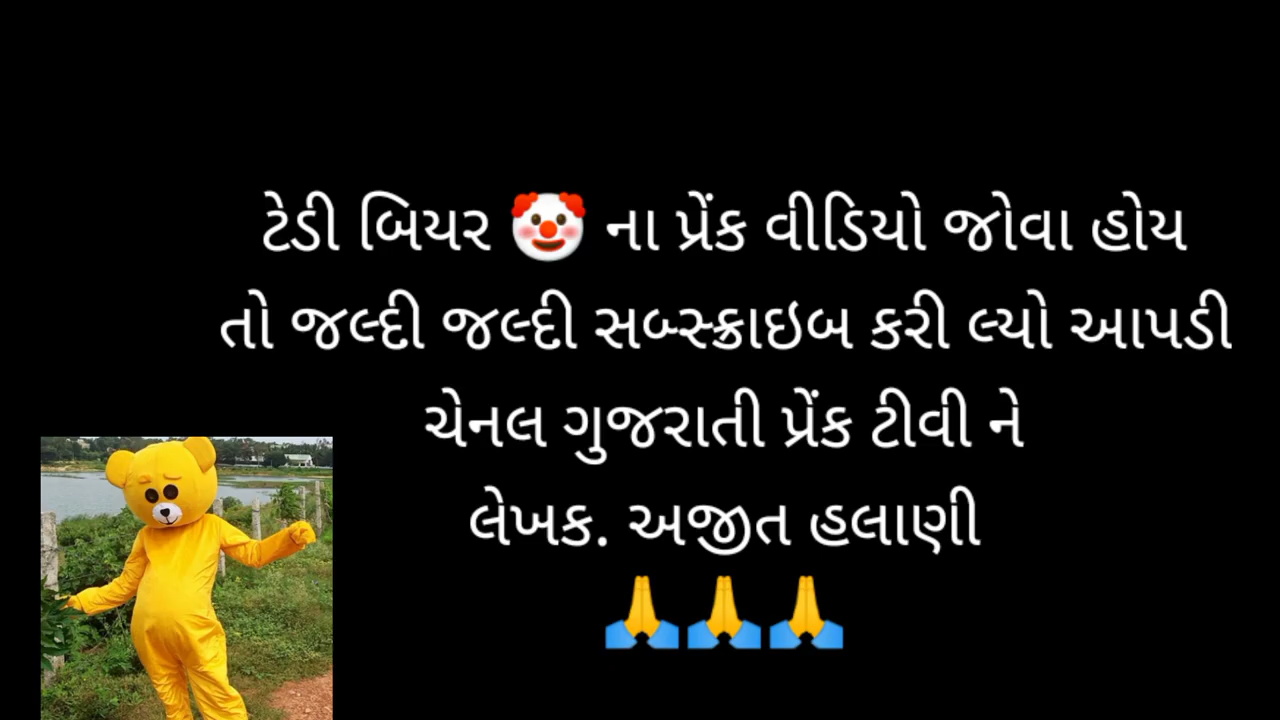 ટેડી બિયર 🤡 ના પ્રેંક વીડિયો જોવા હોય
તો જલ્દી જલ્દી સબ્સ્ક્રાઇબ કરી લ્યો આપડી
ચેનલ ગુજરાતી પ્રેંક ટીવી ને
લેખક. અજીત હલાણી
🙏🙏🙏